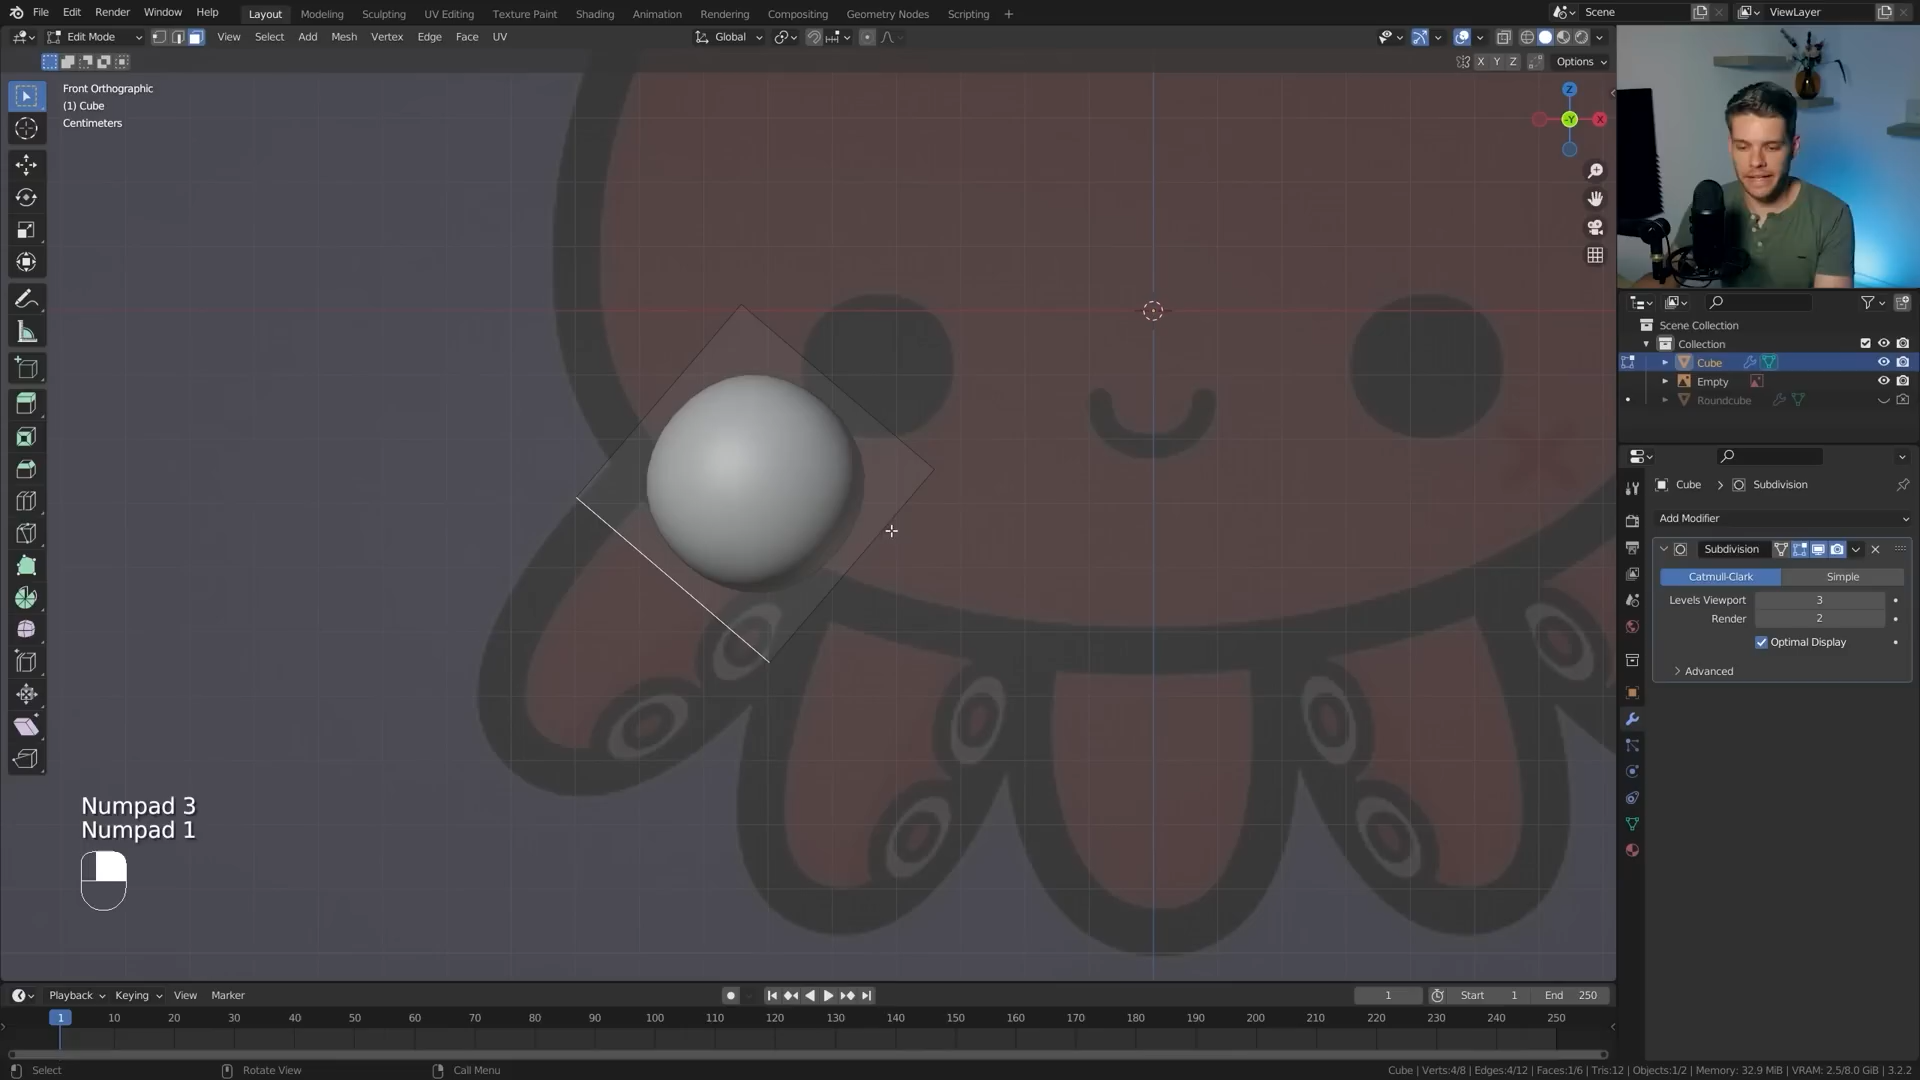 File Edit Render Window Help Layout Modeling Sculpting UV Editing Texture Paint Shading Animation Rendering Compositing Geometry Nodes Scripting + Scene ViewLayer
Edit Mode View Select Add Mesh Vertex Edge Face UV Global
X Y Z Options
Front Orthographic
(1) Cube
Centimeters
Z
-Y X
Scene Collection
Collection
Cube
Empty
Roundcube
Cube > Subdivision
Add Modifier
Subdivision
Catmull-Clark Simple
Levels Viewport 3
Render 2
Optimal Display
Advanced
Numpad 3
Numpad 1
Playback Keying View Marker 1 Start 1 End 250
1 10 20 30 40 50 60 70 80 90 100 110 120 130 140 150 160 170 180 190 200 210 220 230 240 250
Select Rotate View Call Menu Cube | Verts:4/8 | Edges:4/12 | Faces:1/6 | Tris:12 | Objects:1/2 | Memory: 32.9 MiB | VRAM: 2.5/8.0 GiB | 3.2.2